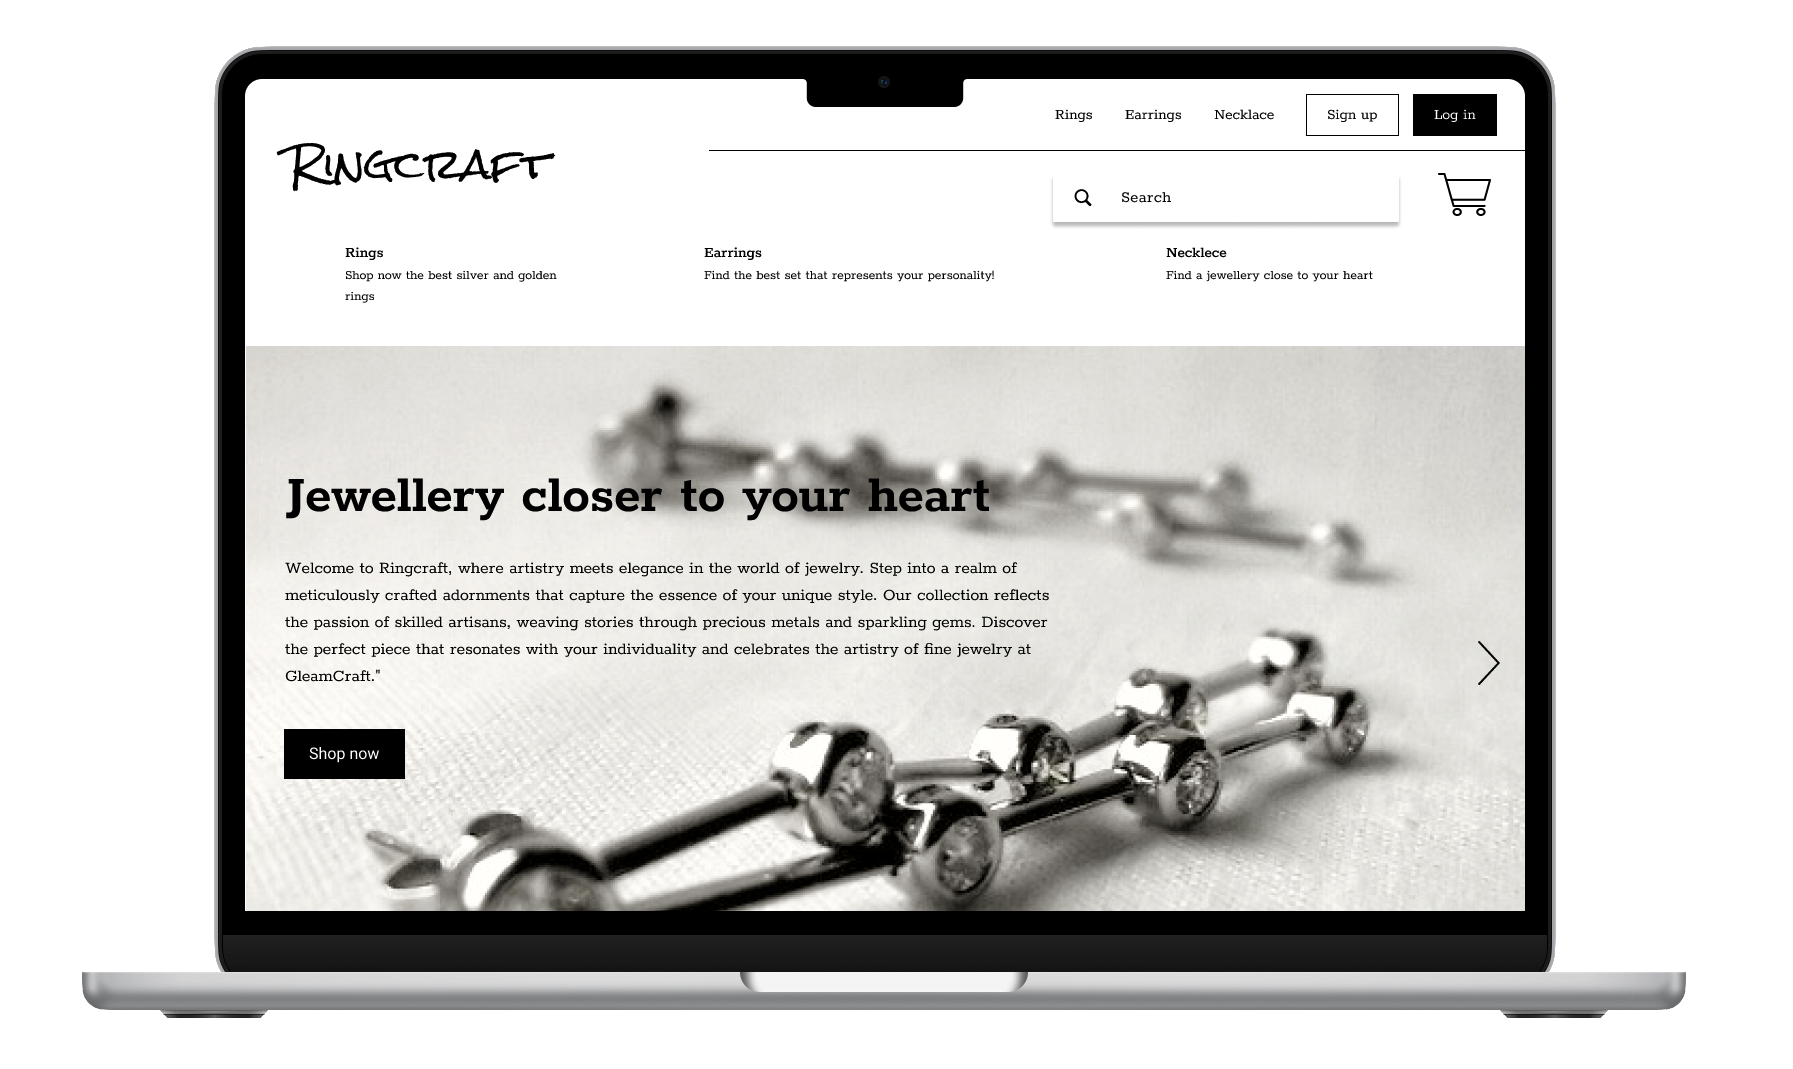 Rings Earrings Necklace Sign up Log in
RINGCRAFT
Search
Rings
Shop now the best silver and golden
rings
Earrings
Find the best set that represents your personality!
Necklece
Find a jewellery close to your heart
Jewellery closer to your heart
Welcome to Ringcraft, where artistry meets elegance in the world of jewelry. Step into a realm of
meticulously crafted adornments that capture the essence of your unique style. Our collection reflects
the passion of skilled artisans, weaving stories through precious metals and sparkling gems. Discover
the perfect piece that resonates with your individuality and celebrates the artistry of fine jewelry at
GleamCraft."
Shop now